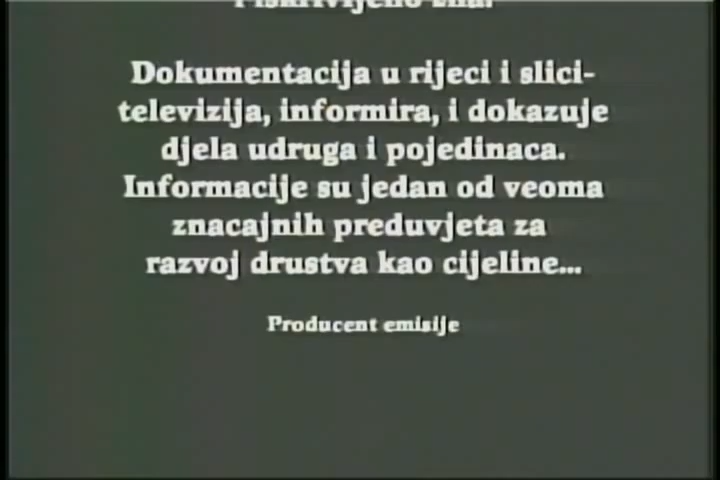 Dokumentacija u rijeci i slici-
televizija, informira, i dokazuje
djela udruga i pojedinaca.
Informacije su jedan od veoma
znacajnih preduvjeta za
razvoj drustva kao cijeline...
Producent emisije